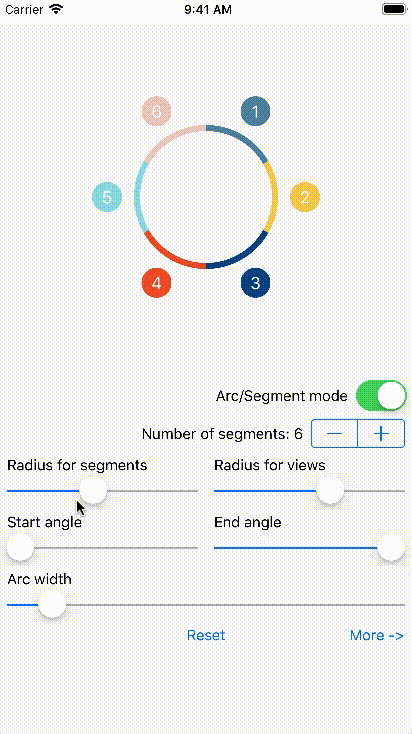 Carrier 9:41 AM
6 1
5 2
4 3
Arc/Segment mode
Number of segments: 6 − +
Radius for segments Radius for views
Start angle End angle
Arc width
Reset More ->